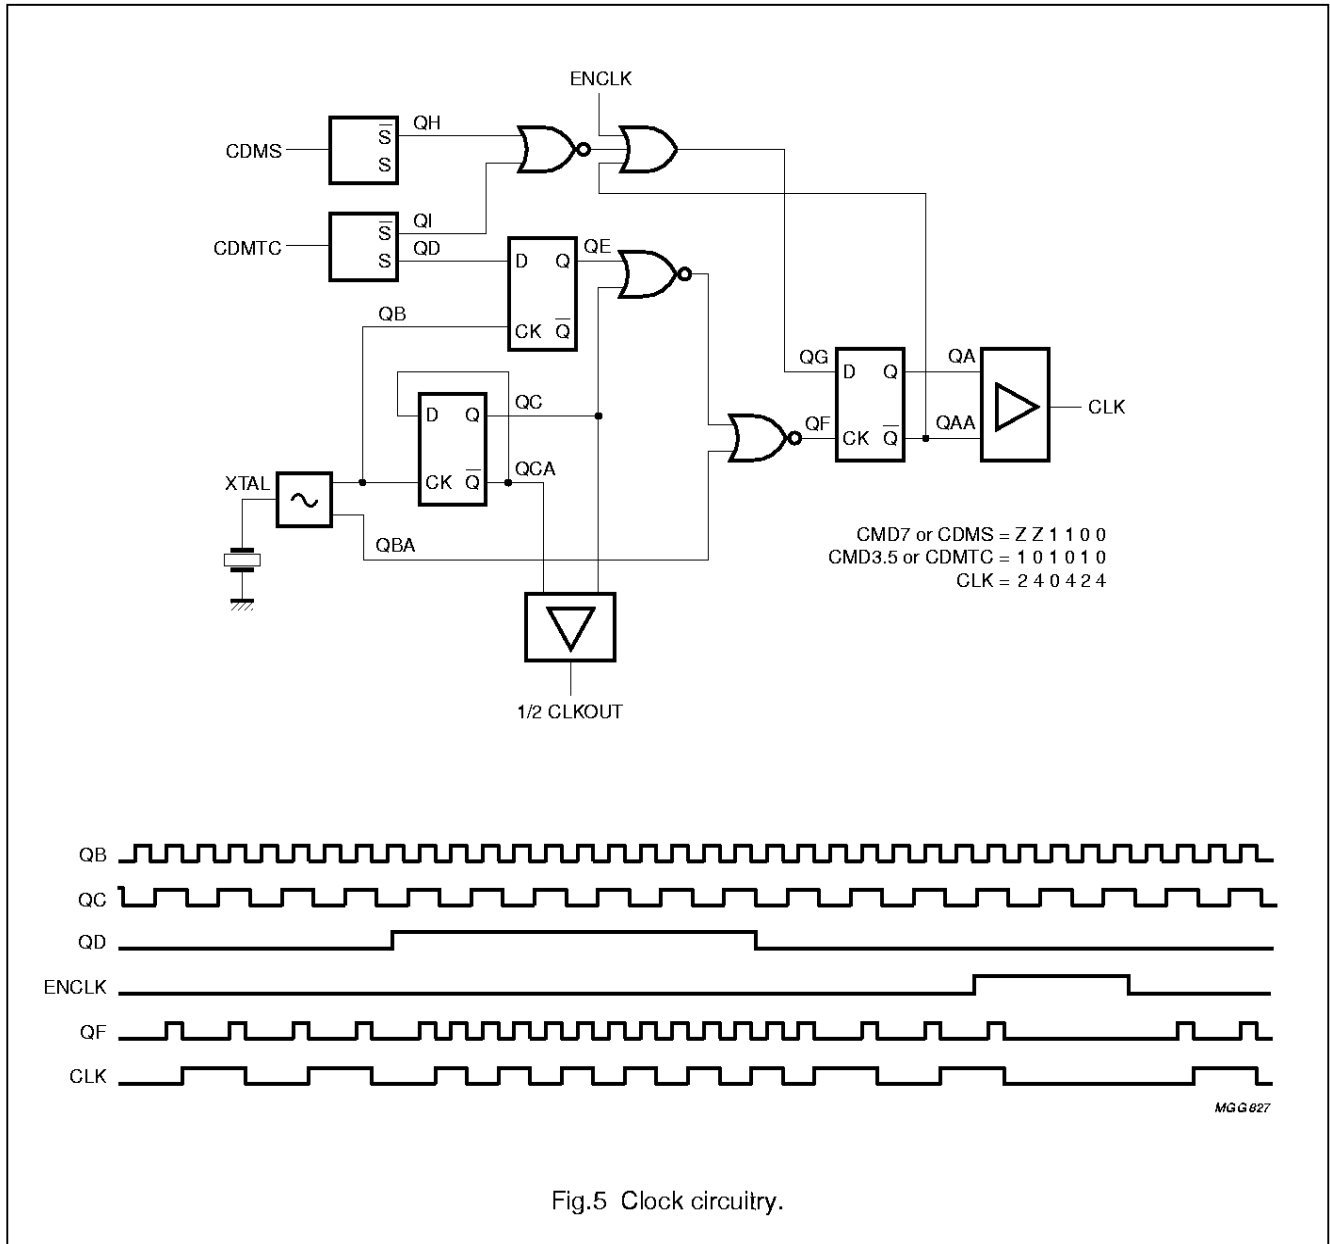 ENCLK
CDMS
S
S
QH
CDMTC
S
S
QI
QD
D Q
CK Q
QE
QB
D Q
CK Q
QC
QCA
XTAL
QBA
QG
QF
D Q
CK Q
QA
QAA
CLK
CMD7 or CDMS = Z Z 1 1 0 0
CMD3.5 or CDMTC = 1 0 1 0 1 0
CLK = 2 4 0 4 2 4
1/2 CLKOUT
QB
QC
QD
ENCLK
QF
CLK
MGG827
Fig.5 Clock circuitry.